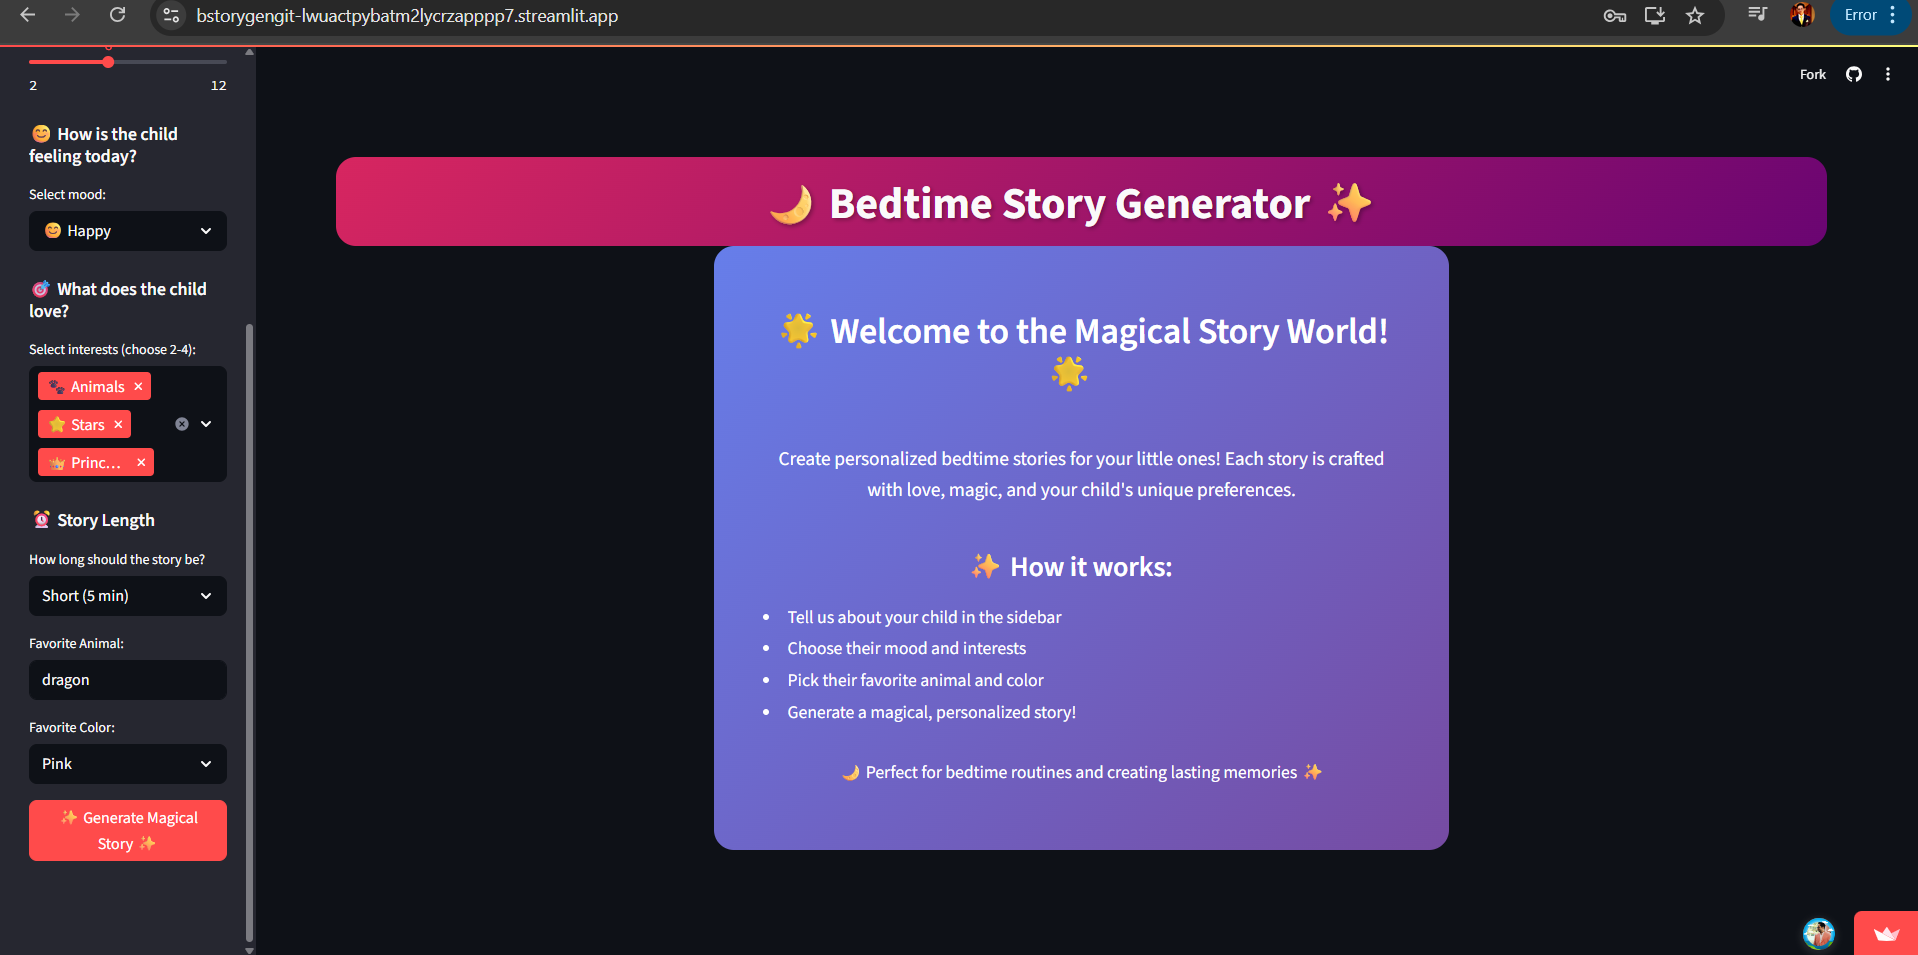 bstorygengit-lwuactpybatm2lycrzapppp7.streamlit.app
Error
2
12
😊 How is the child
feeling today?
Select mood:
😊 Happy
🎯 What does the child
love?
Select interests (choose 2-4):
🐾 Animals ×
⭐ Stars ×
👑 Princ... ×
⏰ Story Length
How long should the story be?
Short (5 min)
Favorite Animal:
dragon
Favorite Color:
Pink
✨ Generate Magical
Story ✨
Fork
🌙 Bedtime Story Generator ✨
🌟 Welcome to the Magical Story World!
🌟
Create personalized bedtime stories for your little ones! Each story is crafted
with love, magic, and your child's unique preferences.
✨ How it works:
• Tell us about your child in the sidebar
• Choose their mood and interests
• Pick their favorite animal and color
• Generate a magical, personalized story!
🌙 Perfect for bedtime routines and creating lasting memories ✨